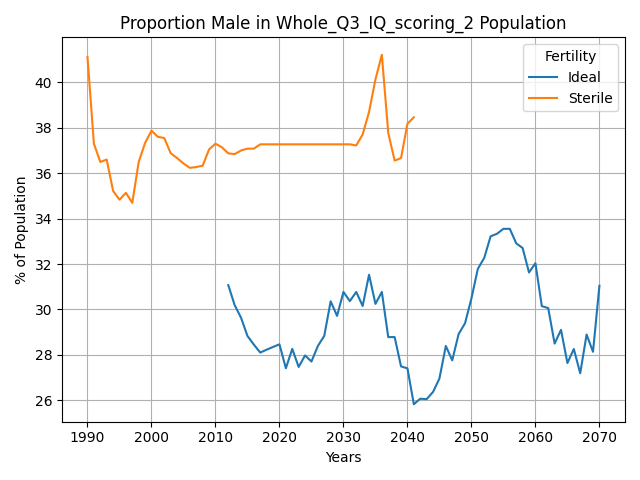 Proportion Male in Whole_Q3_IQ_scoring_2 Population
Fertility
Ideal
Sterile
% of Population
40
38
36
34
32
30
28
26
1990 2000 2010 2020 2030 2040 2050 2060 2070
Years